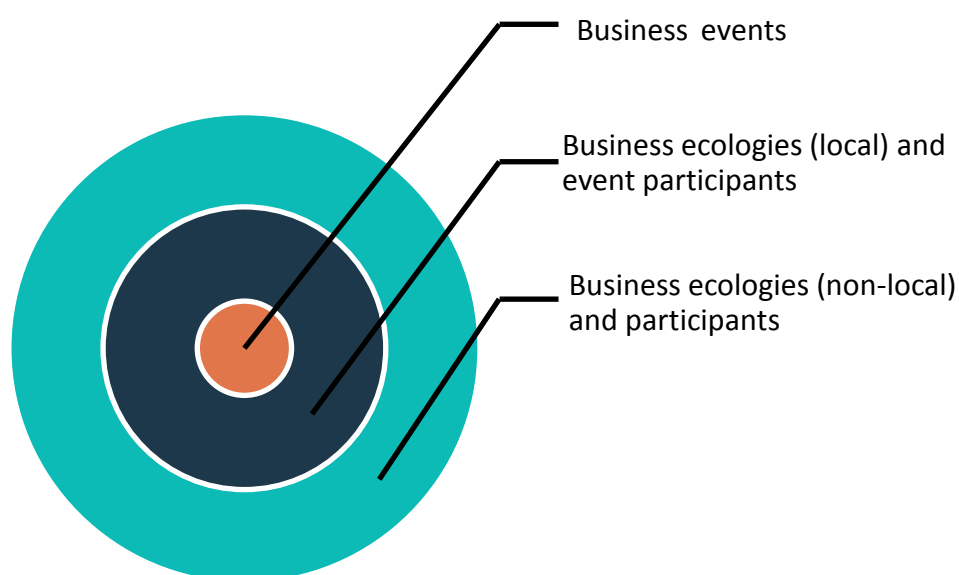 Business events
Business ecologies (local) and
event participants
Business ecologies (non-local)
and participants